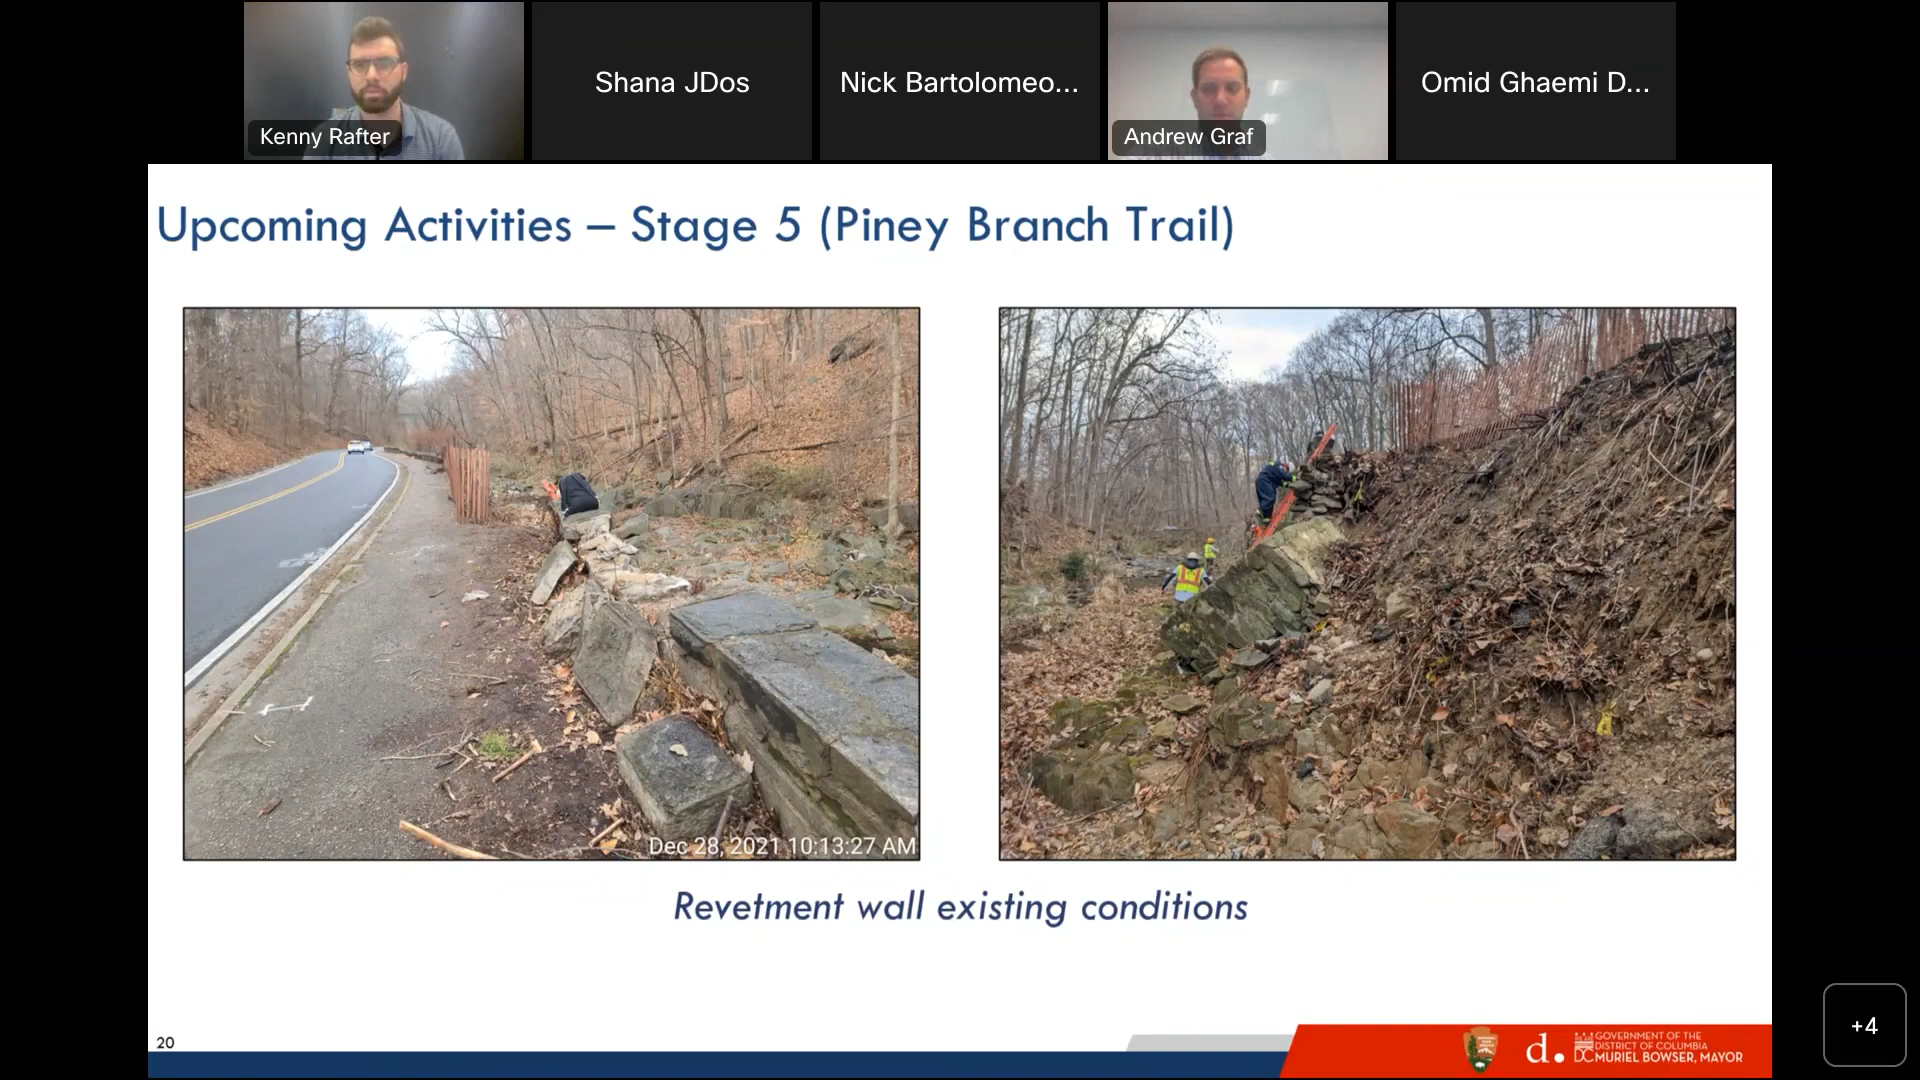 Kenny Rafter
Shana JDos
Nick Bartolomeo...
Andrew Graf
Omid Ghaemi D...
Upcoming Activities – Stage 5 (Piney Branch Trail)
Dec 28, 2021 10:13:27 AM
Revetment wall existing conditions
20
d.
GOVERNMENT OF THE
DISTRICT OF COLUMBIA
DC MURIEL BOWSER, MAYOR
+4